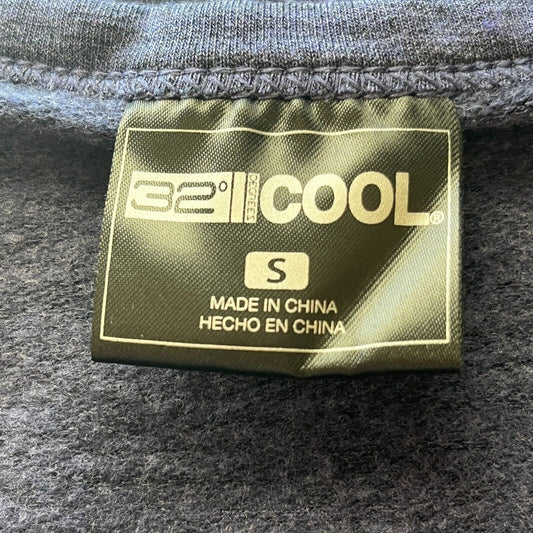 32° DEGREES COOL®
S
MADE IN CHINA
HECHO EN CHINA